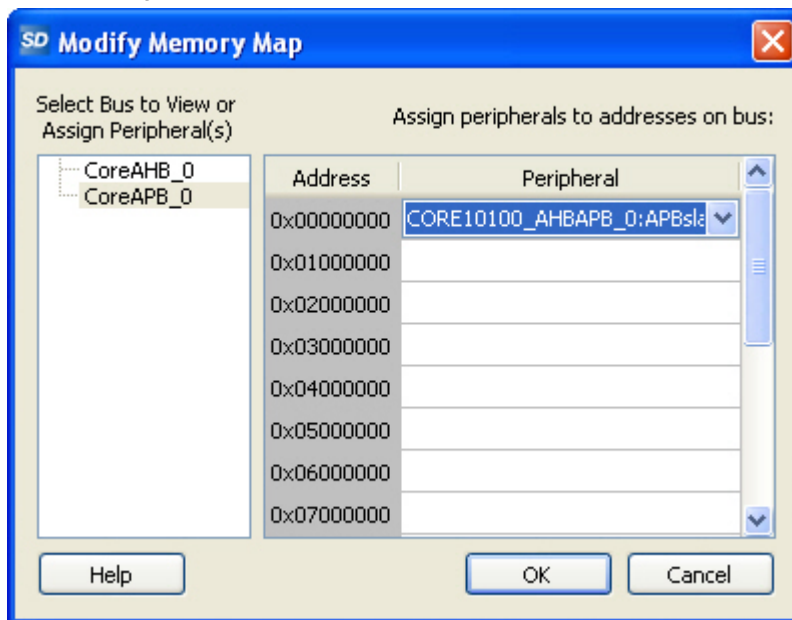 SD Modify Memory Map
Select Bus to View or
Assign Peripheral(s)
Assign peripherals to addresses on bus:
CoreAHB_0
CoreAPB_0
Address Peripheral
0x00000000 CORE10100_AHBAPB_0:APBsla
0x01000000
0x02000000
0x03000000
0x04000000
0x05000000
0x06000000
0x07000000
Help OK Cancel